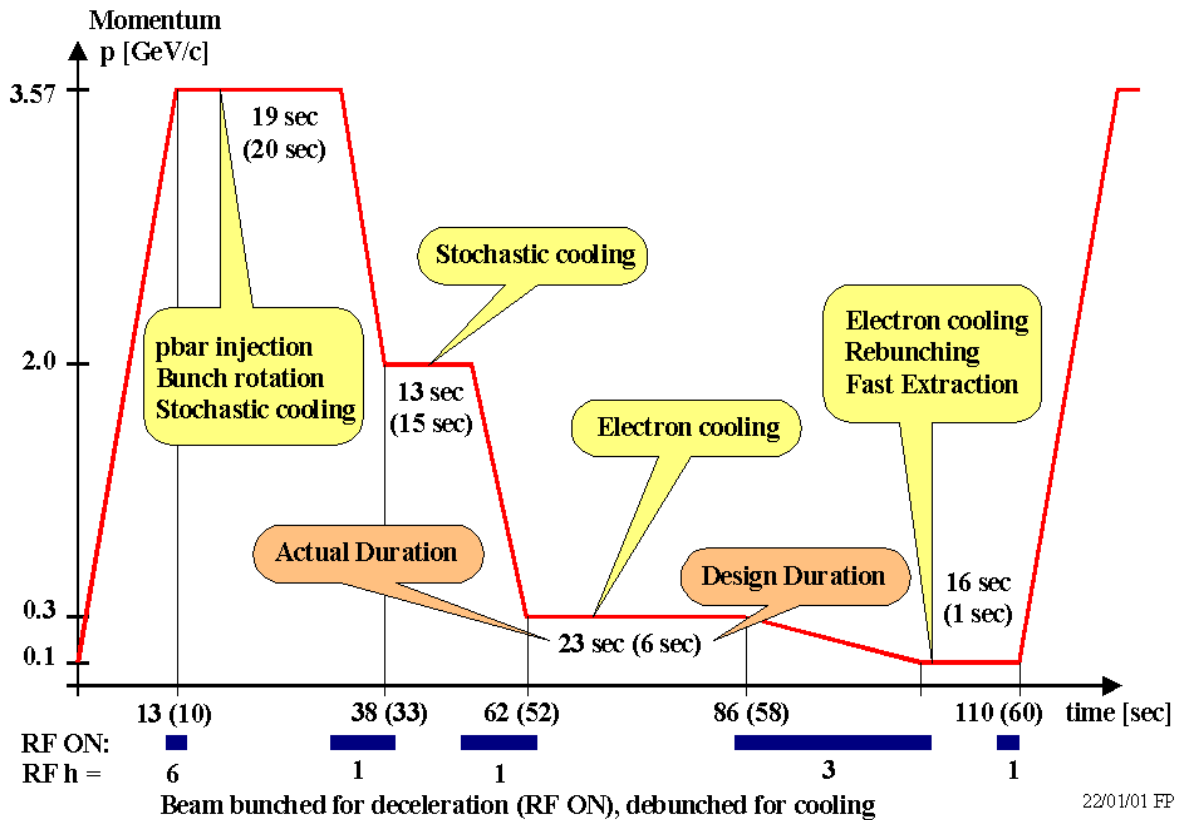 Momentum
p [GeV/c]
3.57
19 sec
(20 sec)
Stochastic cooling
pbar injection
Bunch rotation
Stochastic cooling
Electron cooling
Rebunching
Fast Extraction
2.0
13 sec
(15 sec)
Electron cooling
Actual Duration
Design Duration
16 sec
(1 sec)
0.3
23 sec (6 sec)
0.1
13 (10) 38 (33) 62 (52) 86 (58) 110 (60) time [sec]
RF ON:
RF h = 6 1 1 3 1
Beam bunched for deceleration (RF ON), debunched for cooling
22/01/01 FP